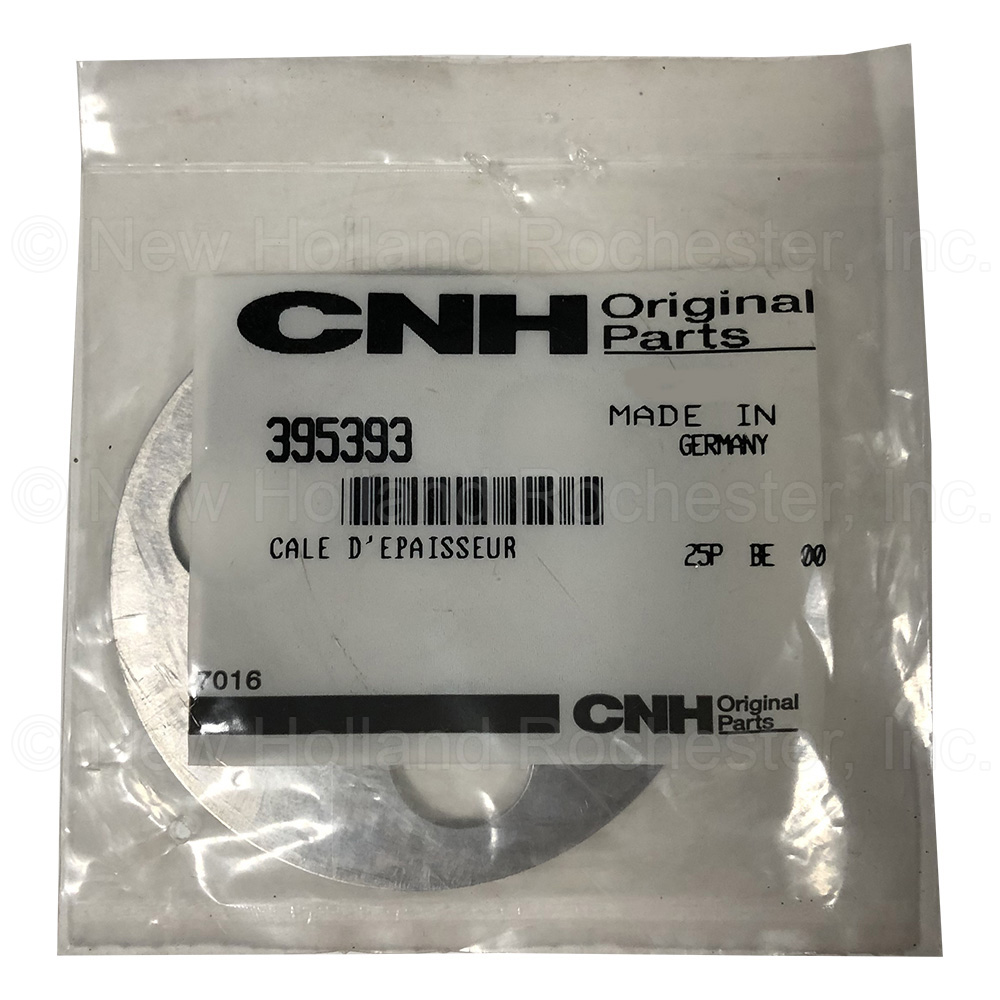 © New Holland Rochester, Inc.
CNH Original
Parts
395393
MADE IN
GERMANY
© New Holland Rochester, Inc.
CALE D'EPAISSEUR
25P BE 00
7016
CNH Original
Parts
© New Holland Rochester, Inc.